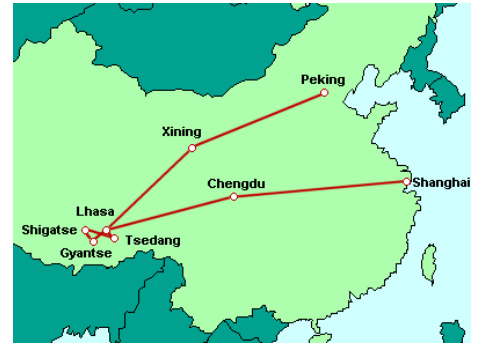 Peking
Xining
Chengdu
Shanghai
Lhasa
Shigatse
Tsedang
Gyantse